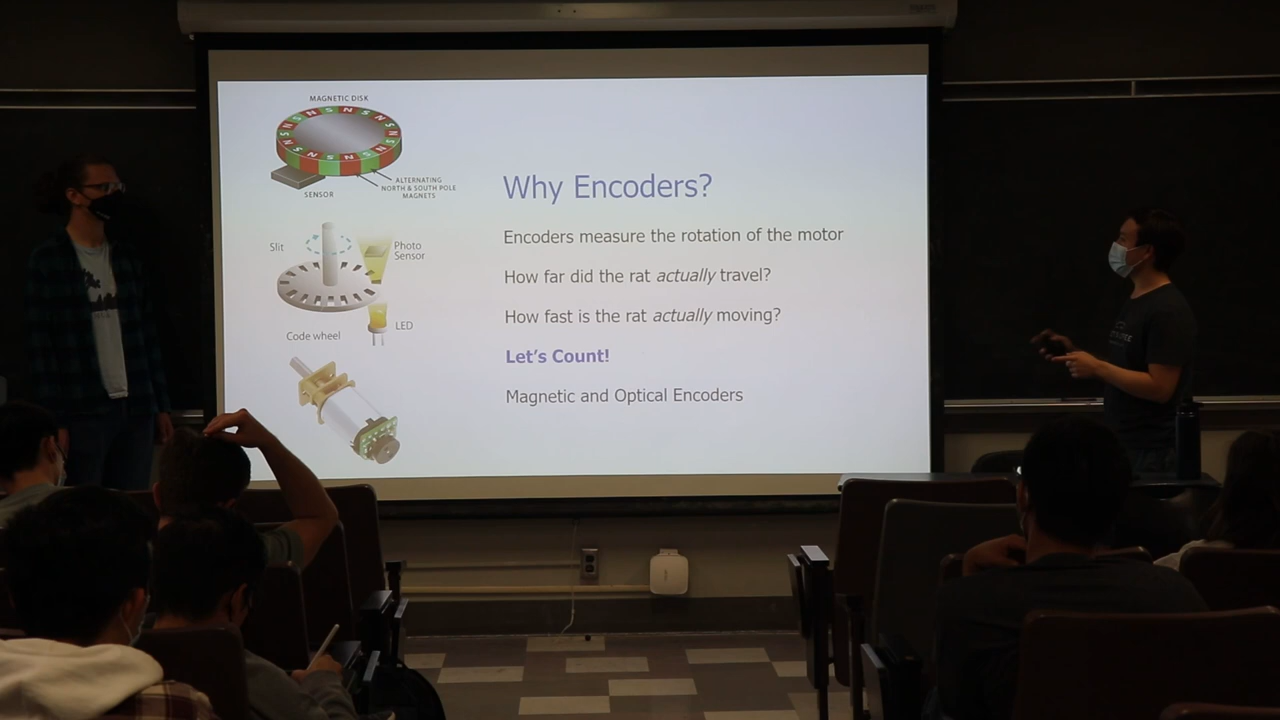 MAGNETIC DISK
SENSOR
ALTERNATING
NORTH & SOUTH POLE
MAGNETS
Slit
Photo
Sensor
LED
Code wheel
Why Encoders?
Encoders measure the rotation of the motor
How far did the rat actually travel?
How fast is the rat actually moving?
Let's Count!
Magnetic and Optical Encoders